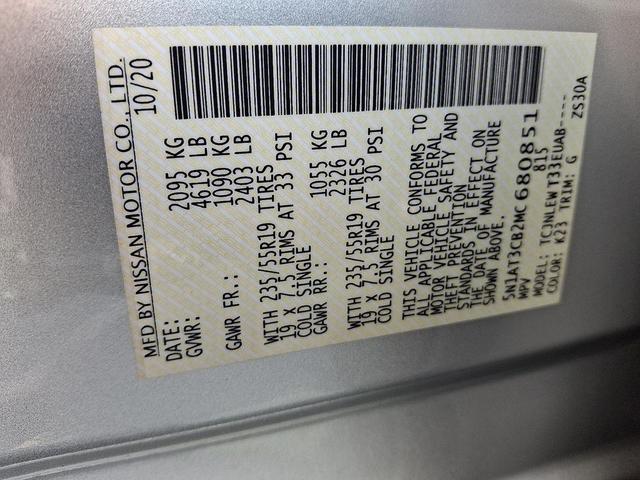 MFD BY NISSAN MOTOR CO., LTD.
DATE: 10/20
GVWR: 2095 KG
4619 LB
GAWR FR.: 1090 KG
2403 LB
WITH 235/55R19 TIRES
19 X 7.5 RIMS AT 33 PSI
COLD SINGLE
GAWR RR.: 1055 KG
2326 LB
WITH 235/55R19 TIRES
19 X 7.5 RIMS AT 30 PSI
COLD SINGLE
THIS VEHICLE CONFORMS TO
ALL APPLICABLE FEDERAL
MOTOR VEHICLE SAFETY AND
THEFT PREVENTION
STANDARDS IN EFFECT ON
THE DATE OF MANUFACTURE
SHOWN ABOVE.
5N1AT3CB2MC680851
MPV 815
MODEL: TCJNLEWT33EUAB----
COLOR: K23 TRIM: G ZS30A